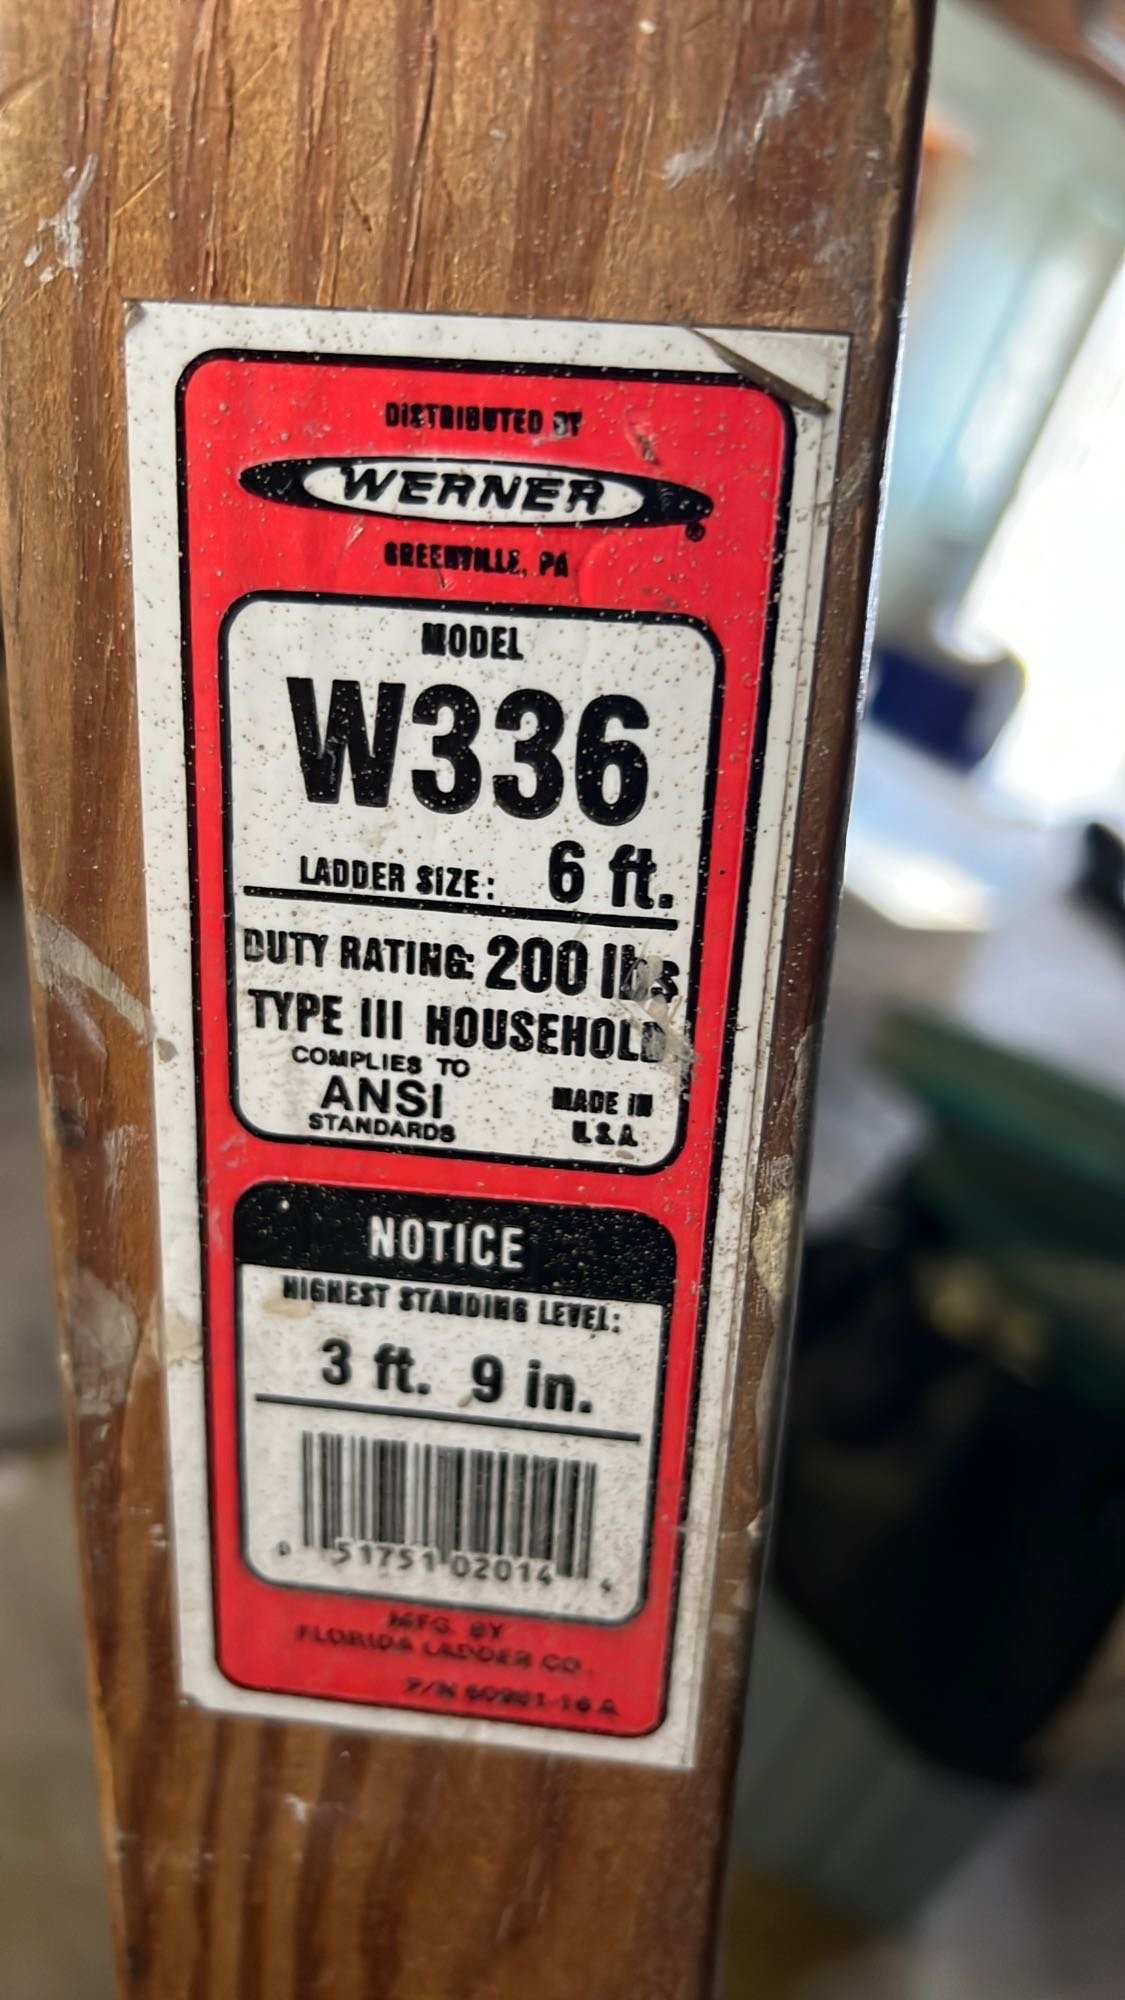 DISTRIBUTED BY
WERNER®
GREENVILLE, PA
MODEL
W336
LADDER SIZE: 6 ft.
DUTY RATING: 200 lbs
TYPE III HOUSEHOLD
COMPLIES TO
ANSI
STANDARDS
MADE IN
U.S.A.
NOTICE
HIGHEST STANDING LEVEL:
3 ft. 9 in.
0 51751 02014 4
MFG. BY
FLORIDA LADDER CO.
P/N